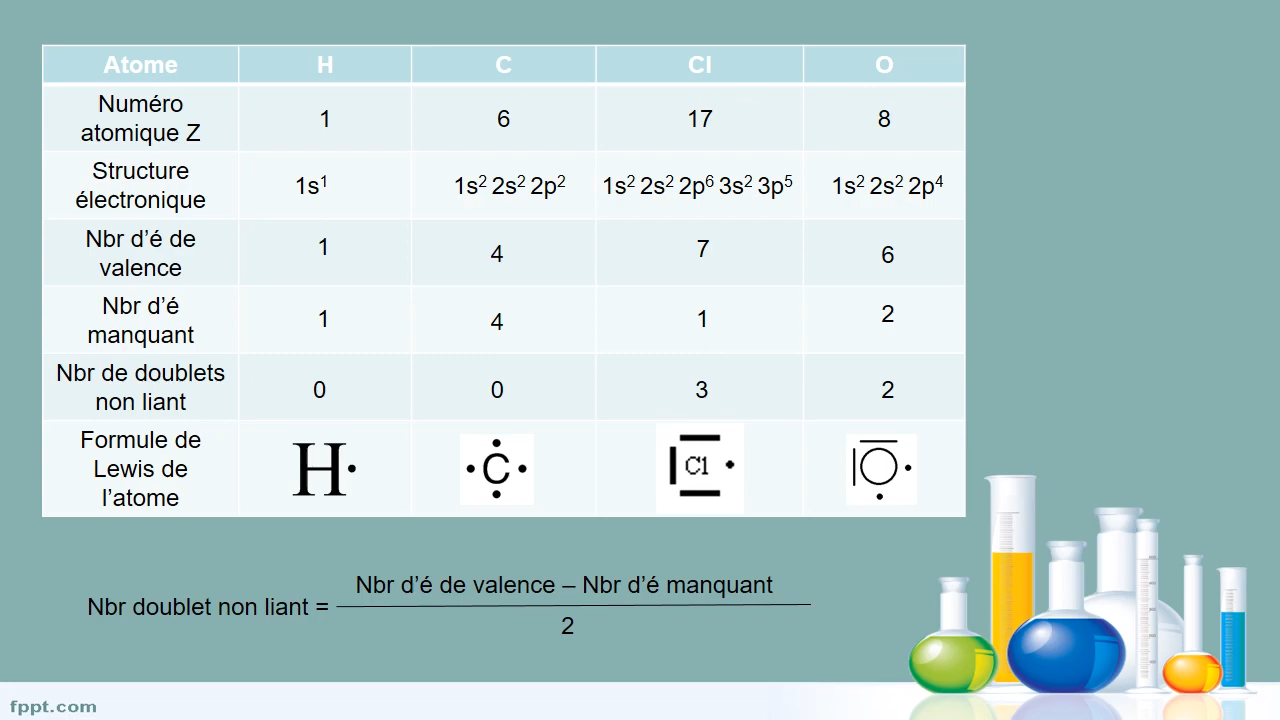 Atome H C Cl O
Numéro
atomique Z
1 6 17 8
Structure
électronique
1s¹ 1s² 2s² 2p² 1s² 2s² 2p⁶ 3s² 3p⁵ 1s² 2s² 2p⁴
Nbr d’é de
valence
1 4 7 6
Nbr d’é
manquant
1 4 1 2
Nbr de doublets
non liant
0 0 3 2
Formule de
Lewis de
l’atome
H C Cl O
Nbr doublet non liant =
Nbr d’é de valence – Nbr d’é manquant
2
fppt.com